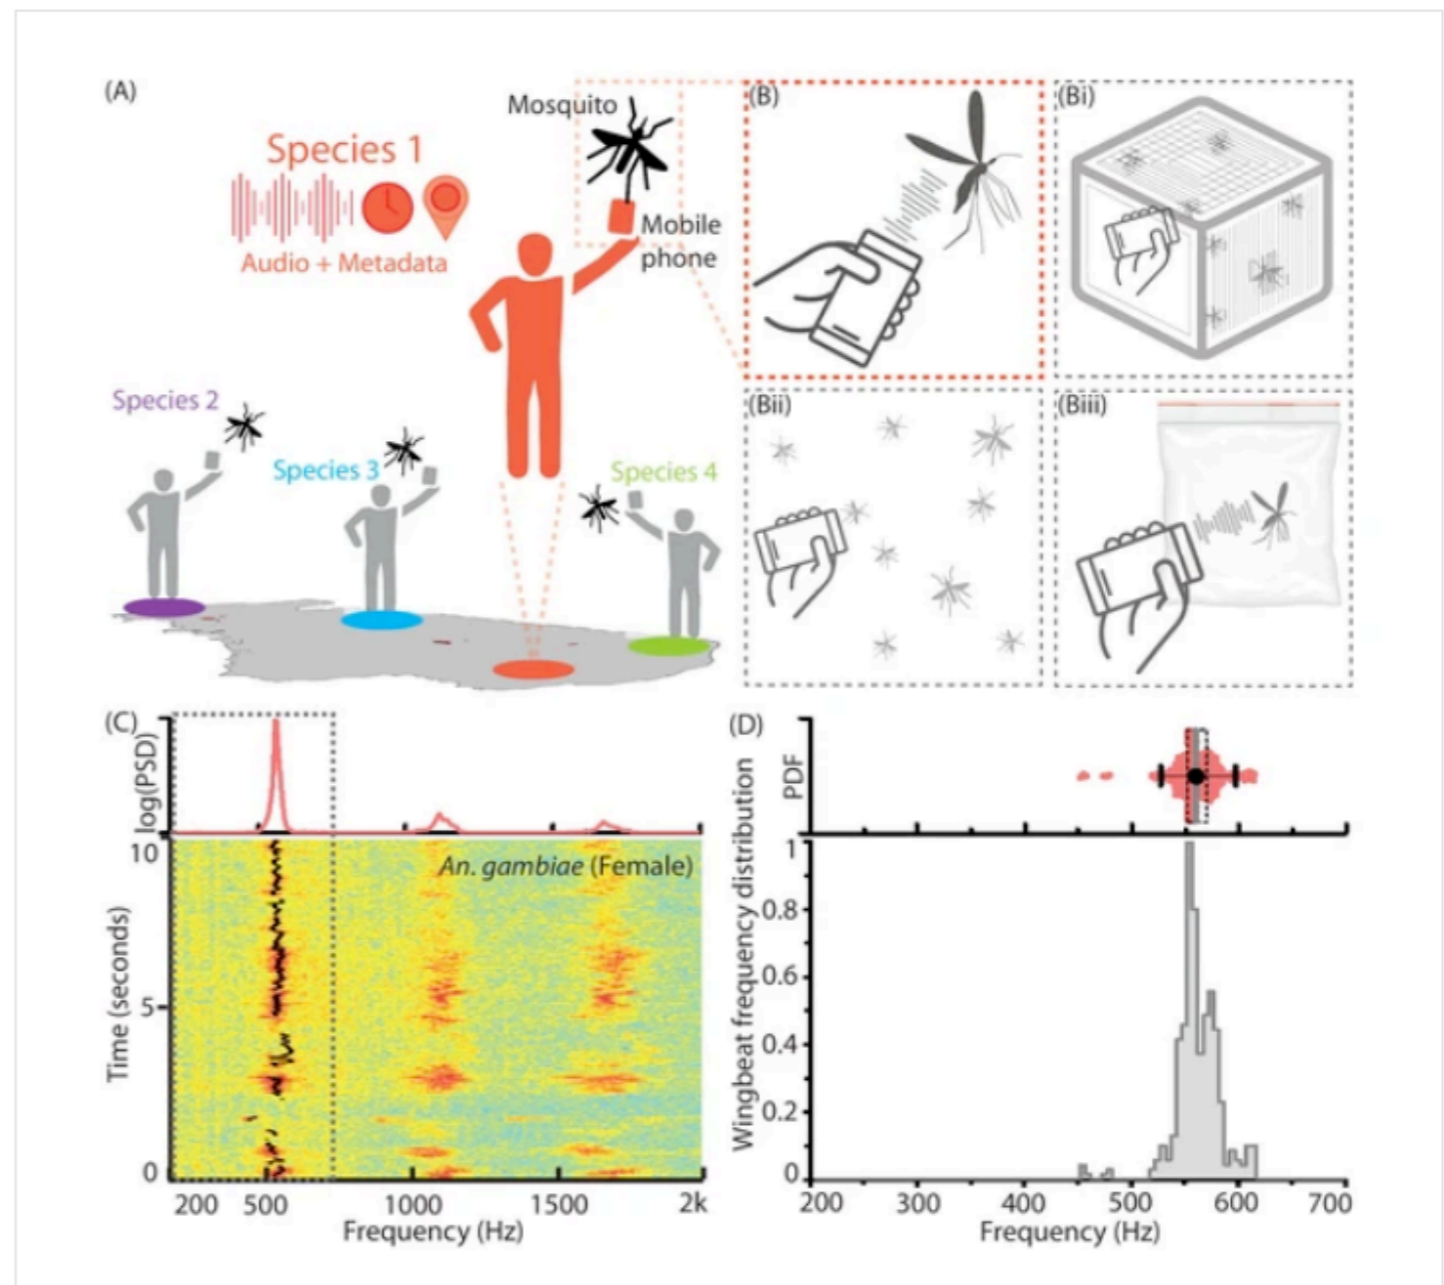 (A)
Mosquito
Species 1
Audio + Metadata
Mobile
phone
Species 2
Species 3
Species 4
(B)
(Bi)
(Bii)
(Biii)
(C)
log(PSD)
An. gambiae (Female)
10
5
0
Time (seconds)
200 500 1000 1500 2k
Frequency (Hz)
(D)
PDF
Wingbeat frequency distribution
1
0.8
0.6
0.4
0.2
0
200 300 400 500 600 700
Frequency (Hz)